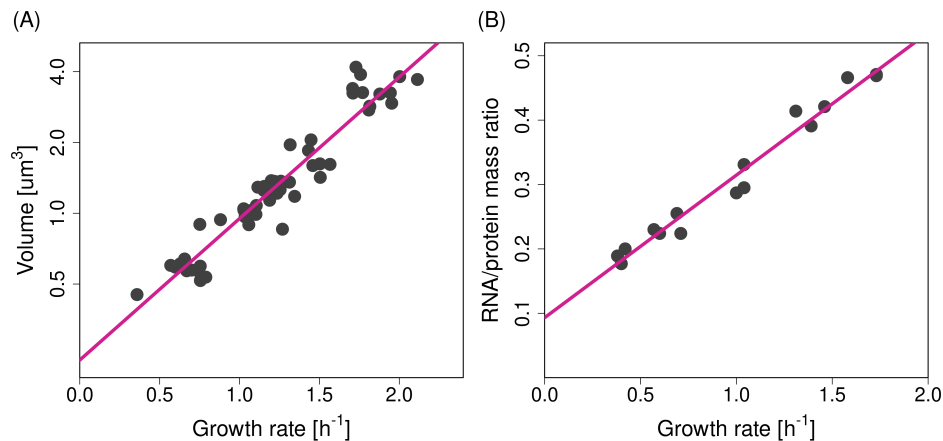 (A)
Volume [um³]
4.0
2.0
1.0
0.5
0.0 0.5 1.0 1.5 2.0
Growth rate [h⁻¹]
(B)
RNA/protein mass ratio
0.5
0.4
0.3
0.2
0.1
0.0 0.5 1.0 1.5 2.0
Growth rate [h⁻¹]